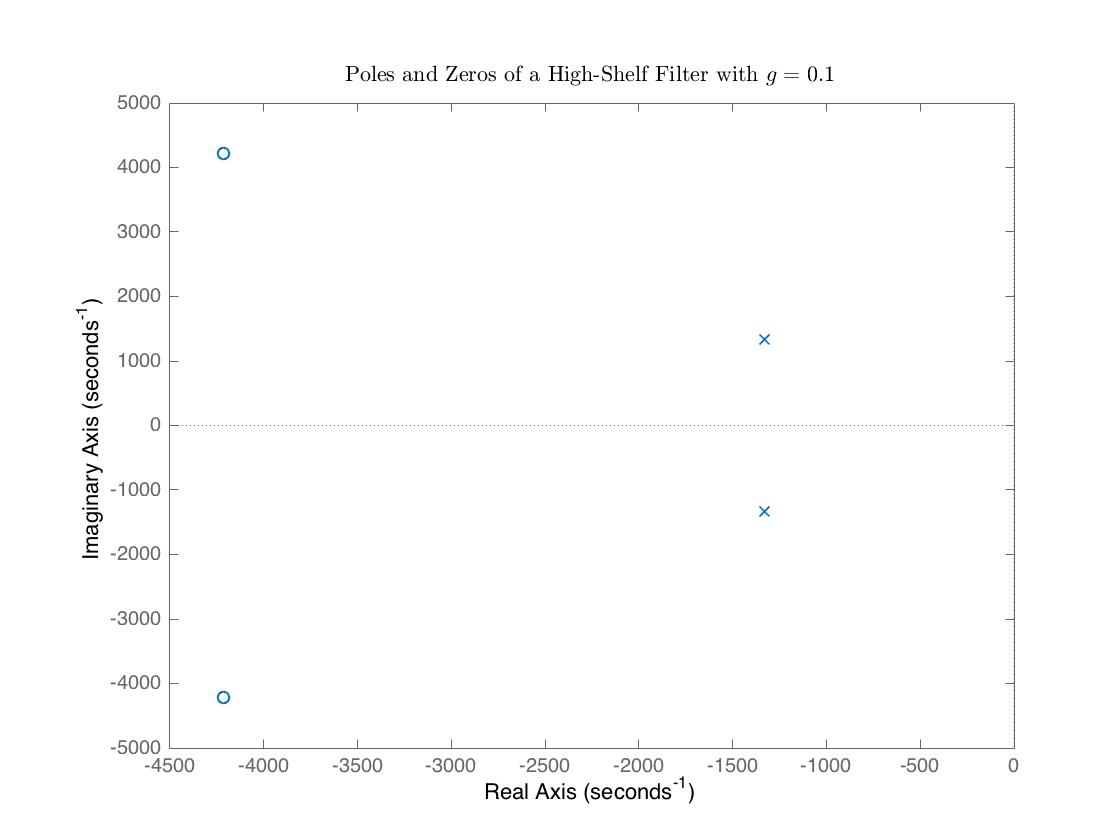 Poles and Zeros of a High-Shelf Filter with g = 0.1
5000
4000
3000
2000
1000
0
-1000
-2000
-3000
-4000
-5000
Imaginary Axis (seconds⁻¹)
-4500 -4000 -3500 -3000 -2500 -2000 -1500 -1000 -500 0
Real Axis (seconds⁻¹)